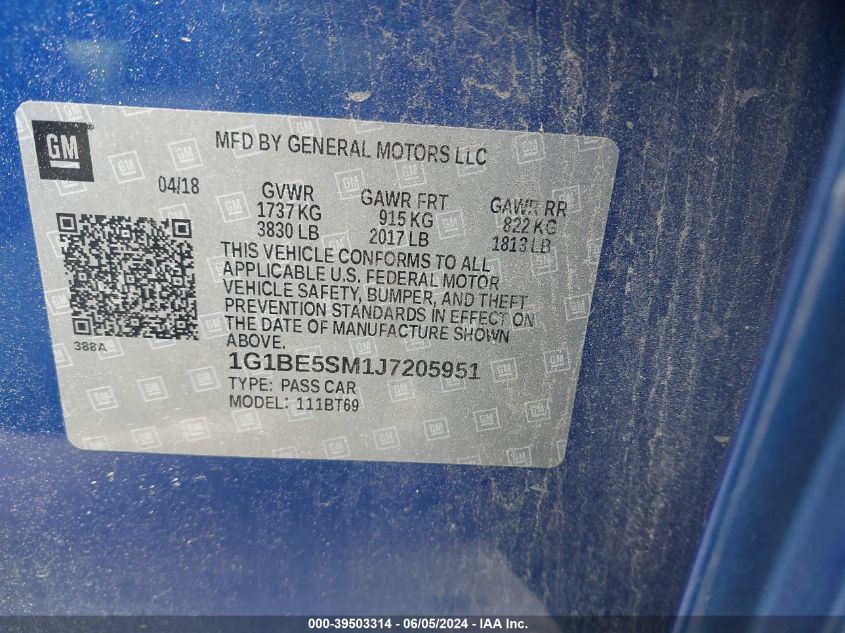 GM
MFD BY GENERAL MOTORS LLC
04/18 GVWR GAWR FRT GAWR RR
1737 KG 915 KG 822 KG
3830 LB 2017 LB 1813 LB
THIS VEHICLE CONFORMS TO ALL
APPLICABLE U.S. FEDERAL MOTOR
VEHICLE SAFETY, BUMPER, AND THEFT
PREVENTION STANDARDS IN EFFECT ON
THE DATE OF MANUFACTURE SHOWN
ABOVE.
388A
1G1BE5SM1J7205951
TYPE: PASS CAR
MODEL: 111BT69
000-39503314 - 06/05/2024 - IAA Inc.